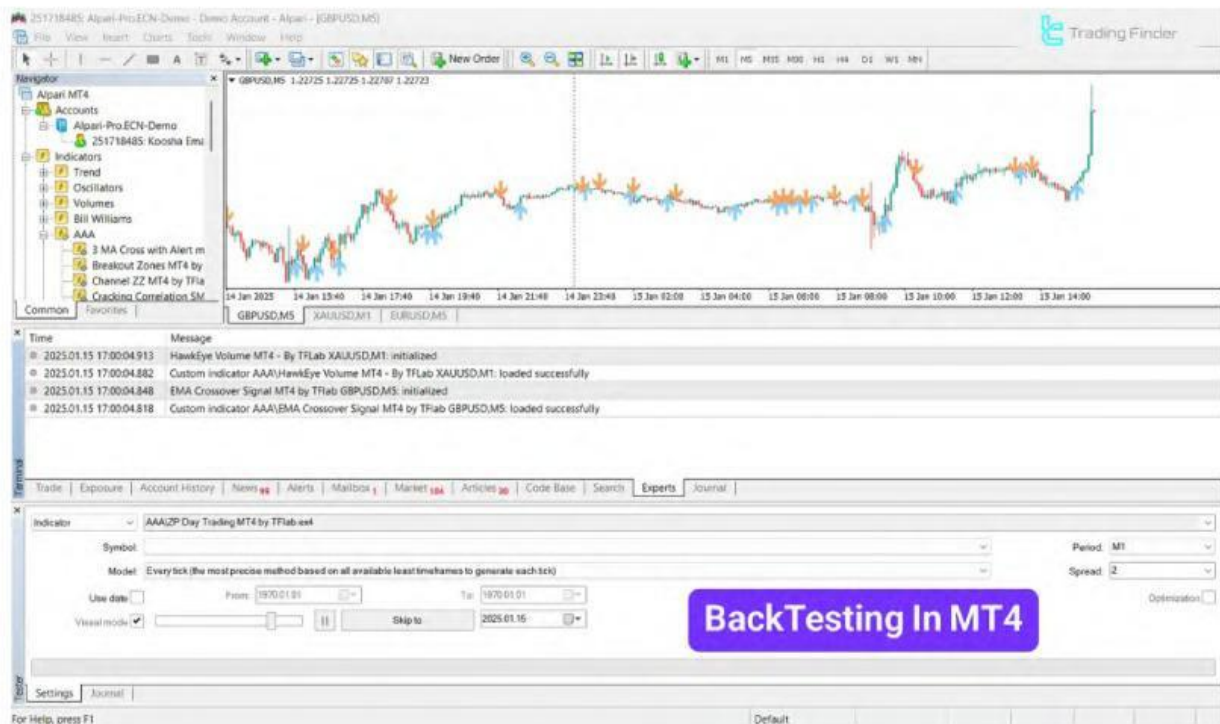 251718485: Alpari-Pro.ECN-Demo - Demo Account - Alpari - [GBPUSD,M5]
Trading Finder
File View Insert Charts Tools Window Help
New Order M1 M5 M15 M30 H1 H4 D1 W1 MN
Navigator
GBPUSD,M5 1.22725 1.22725 1.22707 1.22723
Alpari MT4
Accounts
Alpari-Pro.ECN-Demo
251718485: Koosha Ema
Indicators
Trend
Oscillators
Volumes
Bill Williams
AAA
3 MA Cross with Alert m
Breakout Zones MT4 by
Channel ZZ MT4 by TFla
Cracking Correlation SM
14 Jan 2025 14 Jan 15:40 14 Jan 17:40 14 Jan 19:40 14 Jan 21:40 14 Jan 23:40 15 Jan 02:00 15 Jan 04:00 15 Jan 06:00 15 Jan 08:00 15 Jan 10:00 15 Jan 12:00 15 Jan 14:00
Common Favorites
GBPUSD,M5 XAUUSD,M1 EURUSD,M5
Time Message
2025.01.15 17:00:04.913 HawkEye Volume MT4 - By TFLab XAUUSD,M1: initialized
2025.01.15 17:00:04.882 Custom indicator AAA\HawkEye Volume MT4 - By TFLab XAUUSD,M1: loaded successfully
2025.01.15 17:00:04.848 EMA Crossover Signal MT4 by TFlab GBPUSD,M5: initialized
2025.01.15 17:00:04.818 Custom indicator AAA\EMA Crossover Signal MT4 by TFlab GBPUSD,M5: loaded successfully
Terminal
Trade Exposure Account History News 99 Alerts Mailbox 1 Market 104 Articles Code Base Search Experts Journal
Indicator AAA\ZP Day Trading MT4 by TFlab.ex4
Symbol: Period: M1
Model: Every tick (the most precise method based on all available least timeframes to generate each tick) Spread: 2
Use date From: 1970.01.01 To: 1970.01.01 Optimization
Visual mode Skip to 2025.01.15
BackTesting In MT4
Tester
Settings Journal
For Help, press F1 Default